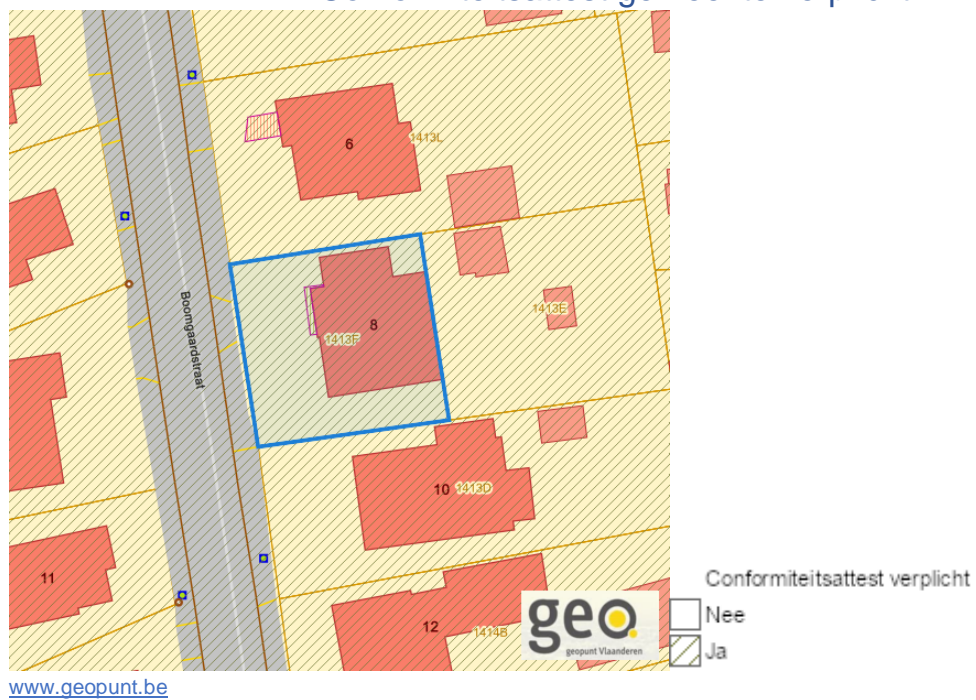 6
1413L
8
1413F
1413E
Boomgaardstraat
10 1413D
11
12
1414B
geo.
geopunt Vlaanderen
Conformiteitsattest verplicht
Nee
Ja
www.geopunt.be